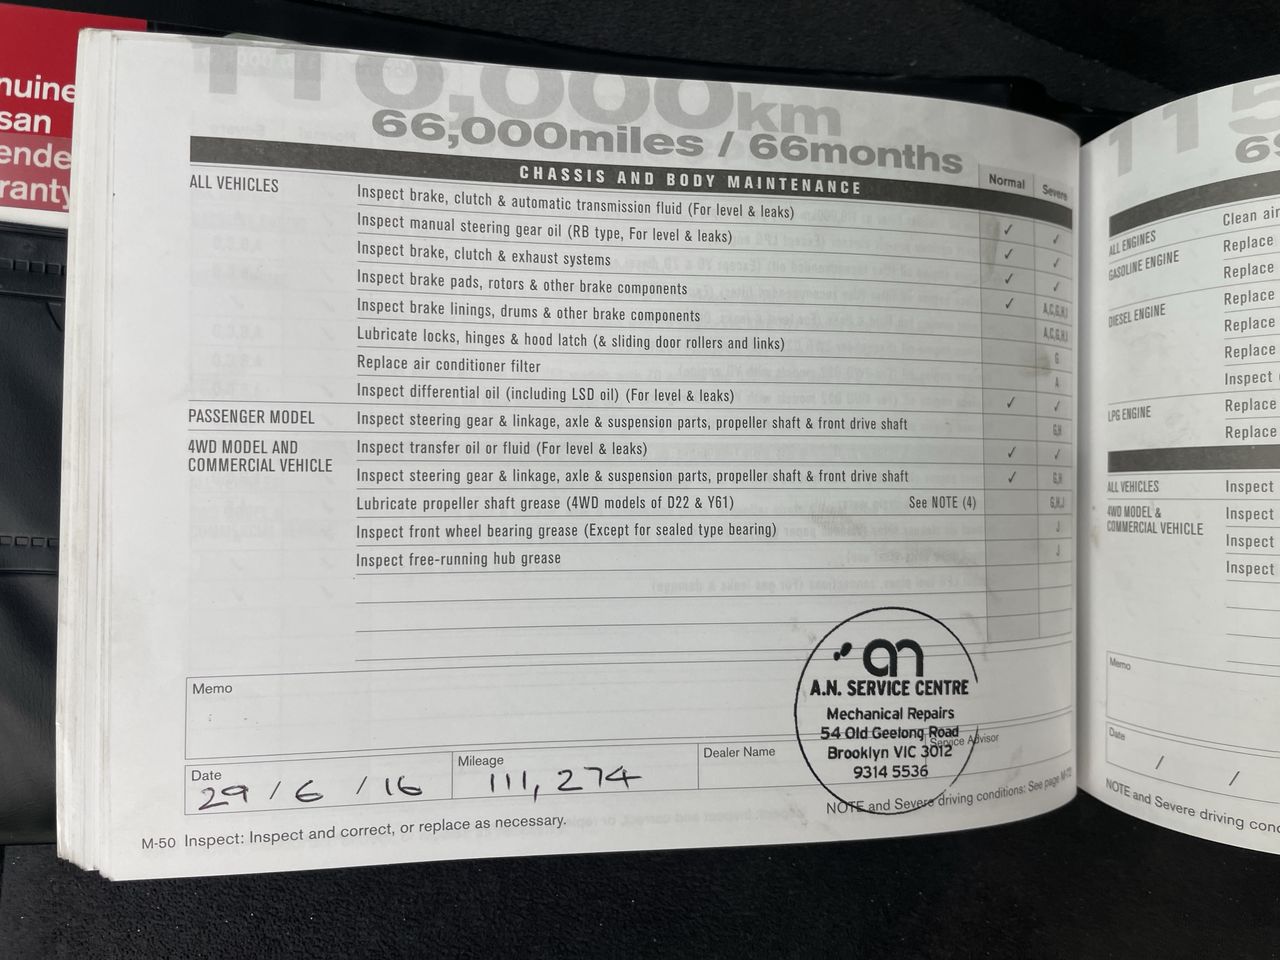 nuine
san
ende
ranty
110,000km
66,000miles / 66months
CHASSIS AND BODY MAINTENANCE Normal Severe
ALL VEHICLES Inspect brake, clutch & automatic transmission fluid (For level & leaks) ✓ ✓
Inspect manual steering gear oil (RB type, For level & leaks) ✓ ✓
Inspect brake, clutch & exhaust systems ✓ ✓
Inspect brake pads, rotors & other brake components ✓ A,C,G,H,I
Inspect brake linings, drums & other brake components A,C,G,H,I
Lubricate locks, hinges & hood latch (& sliding door rollers and links) G
Replace air conditioner filter A
Inspect differential oil (including LSD oil) (For level & leaks) ✓ ✓
PASSENGER MODEL Inspect steering gear & linkage, axle & suspension parts, propeller shaft & front drive shaft G,H
4WD MODEL AND COMMERCIAL VEHICLE Inspect transfer oil or fluid (For level & leaks) ✓ ✓
Inspect steering gear & linkage, axle & suspension parts, propeller shaft & front drive shaft ✓ G,H
Lubricate propeller shaft grease (4WD models of D22 & Y61) See NOTE (4) G,H,J
Inspect front wheel bearing grease (Except for sealed type bearing) J
Inspect free-running hub grease J
Memo
an
A.N. SERVICE CENTRE
Mechanical Repairs
54 Old Geelong Road
Brooklyn VIC 3012
9314 5536
Date 29 / 6 / 16
Mileage 111,274
Dealer Name
Service Advisor
NOTE and Severe driving conditions: See page M-72
M-50 Inspect: Inspect and correct, or replace as necessary.
115
69
ALL ENGINES Clean air
GASOLINE ENGINE Replace
Replace
DIESEL ENGINE Replace
Replace
Replace
Inspect
LPG ENGINE Replace
Replace
ALL VEHICLES Inspect
4WD MODEL & COMMERCIAL VEHICLE Inspect
Inspect
Inspect
Memo
Date / /
NOTE and Severe driving conc